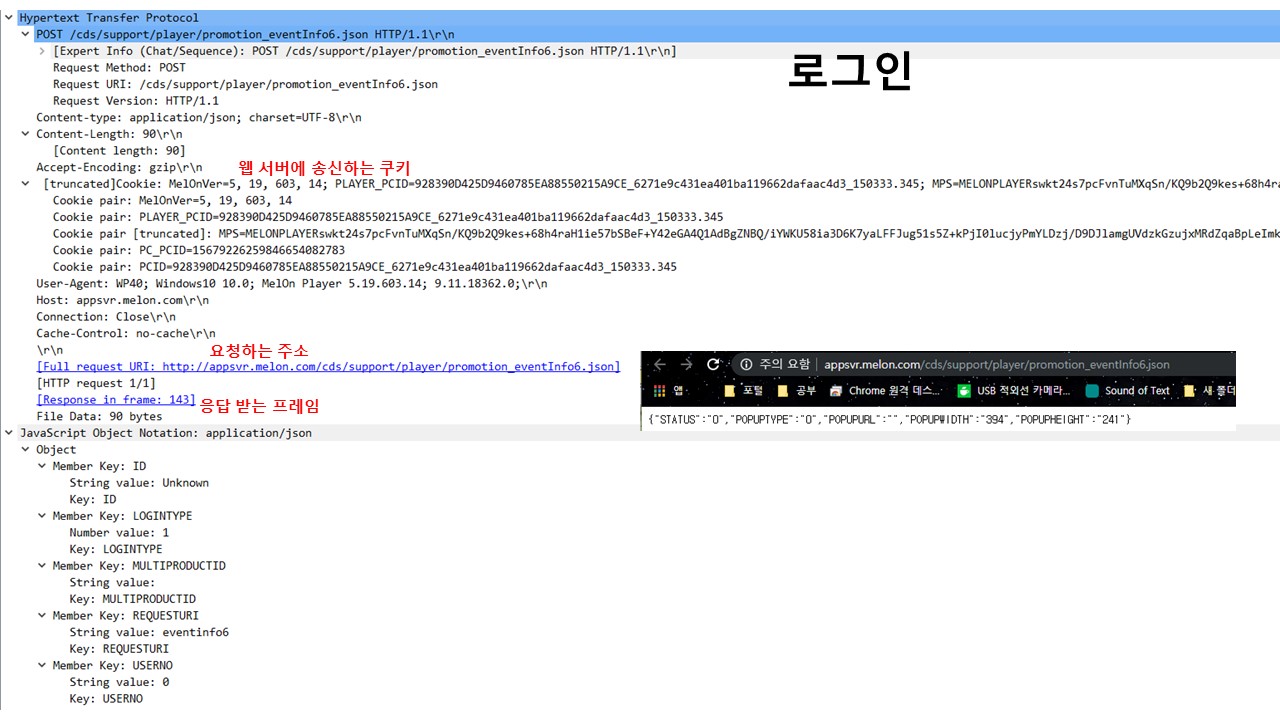 Hypertext Transfer Protocol
POST /cds/support/player/promotion_eventInfo6.json HTTP/1.1\r\n
[Expert Info (Chat/Sequence): POST /cds/support/player/promotion_eventInfo6.json HTTP/1.1\r\n]
로그인
Request Method: POST
Request URI: /cds/support/player/promotion_eventInfo6.json
Request Version: HTTP/1.1
Content-type: application/json; charset=UTF-8\r\n
Content-Length: 90\r\n
[Content length: 90]
Accept-Encoding: gzip\r\n
웹 서버에 송신하는 쿠키
[truncated]Cookie: MelOnVer=5, 19, 603, 14; PLAYER_PCID=928390D425D9460785EA88550215A9CE_6271e9c431ea401ba119662dafaac4d3_150333.345; MPS=MELONPLAYERswkt24s7pcFvnTuMXqSn/KQ9b2Q9kes+68h4ra
Cookie pair: MelOnVer=5, 19, 603, 14
Cookie pair: PLAYER_PCID=928390D425D9460785EA88550215A9CE_6271e9c431ea401ba119662dafaac4d3_150333.345
Cookie pair [truncated]: MPS=MELONPLAYERswkt24s7pcFvnTuMXqSn/KQ9b2Q9kes+68h4raH1ie57bSBeF+Y42eGA4Q1AdBgZNBQ/iYWKU58ia3D6K7yaLFFJug51s5Z+kPjI0lucjyPmYLDzj/D9DJlamgUVdzkGzujxMRdZqaBpLeImk
Cookie pair: PC_PCID=15679226259846654082783
Cookie pair: PCID=928390D425D9460785EA88550215A9CE_6271e9c431ea401ba119662dafaac4d3_150333.345
User-Agent: WP40; Windows10 10.0; MelOn Player 5.19.603.14; 9.11.18362.0;\r\n
Host: appsvr.melon.com\r\n
Connection: Close\r\n
Cache-Control: no-cache\r\n
\r\n
요청하는 주소
[Full request URI: http://appsvr.melon.com/cds/support/player/promotion_eventInfo6.json]
[HTTP request 1/1]
[Response in frame: 143]
응답 받는 프레임
File Data: 90 bytes
주의 요함 appsvr.melon.com/cds/support/player/promotion_eventInfo6.json
앱 포털 공부 Chrome 원격 데스... USB 적외선 카메라... Sound of Text 새 폴더
{"STATUS":"0","POPUPTYPE":"0","POPUPURL":"","POPUPWIDTH":"394","POPUPHEIGHT":"241"}
JavaScript Object Notation: application/json
Object
Member Key: ID
String value: Unknown
Key: ID
Member Key: LOGINTYPE
Number value: 1
Key: LOGINTYPE
Member Key: MULTIPRODUCTID
String value:
Key: MULTIPRODUCTID
Member Key: REQUESTURI
String value: eventinfo6
Key: REQUESTURI
Member Key: USERNO
String value: 0
Key: USERNO